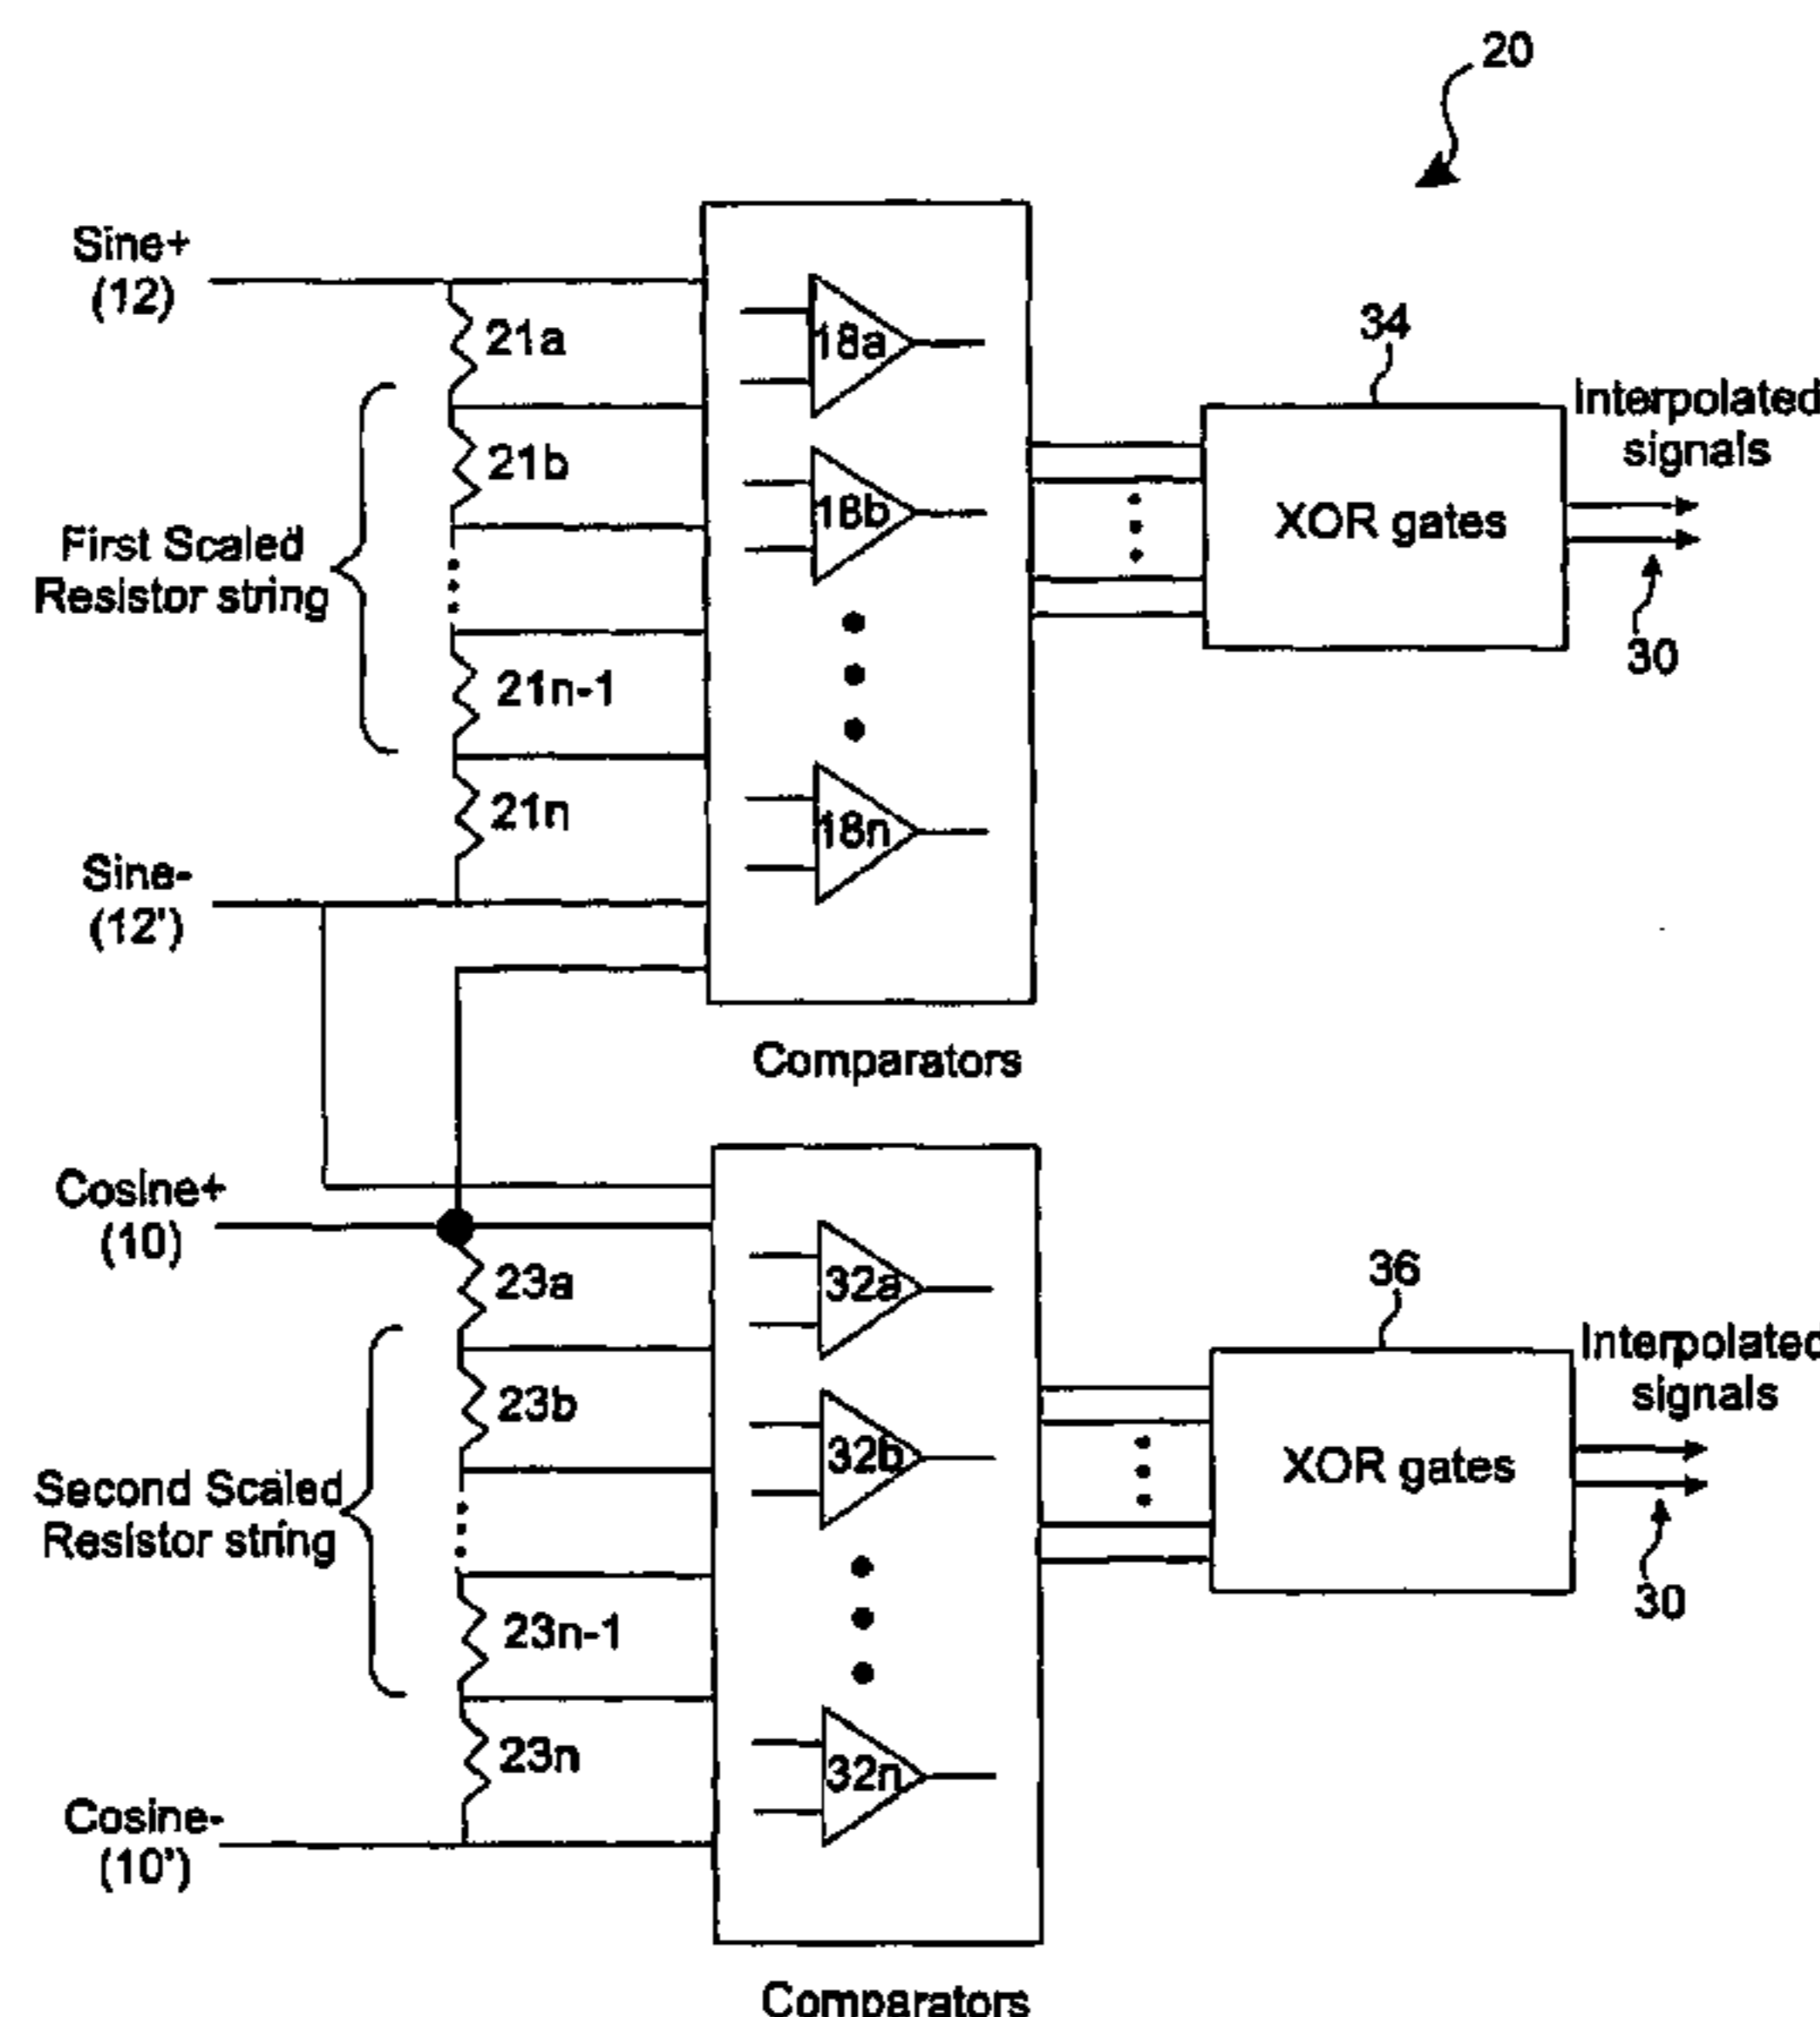 20
Sine+
(12)
21a
18a
34
Interpolated
signals
21b
18b
XOR gates
First Scaled
Resistor string
30
21n-1
21n
18n
Sine-
(12')
Comparators
Cosine+
(10)
23a
32a
36
Interpolated
signals
23b
32b
XOR gates
Second Scaled
Resistor string
30
23n-1
23n
32n
Cosine-
(10')
Comparators